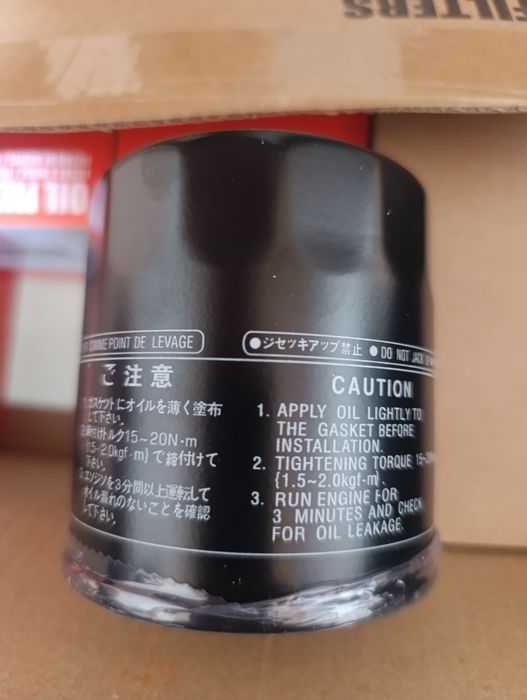 FILTERS
OIL
COMME POINT DE LEVAGE
●ジセッキアップ禁止 ● DO NOT JACK
ご注意
1.ガスケットにオイルを薄く塗布
して下さい。
2.締付けトルク15~20N·m
{1.5~2.0kgf·m}で締付けて
下さい。
3.エンジンを3分間以上運転して
オイル漏れのないことを確認
して下さい。
CAUTION
1. APPLY OIL LIGHTLY TO
THE GASKET BEFORE
INSTALLATION.
2. TIGHTENING TORQUE 15~20N·m
{1.5~2.0kgf-m}.
3. RUN ENGINE FOR
3 MINUTES AND CHECK
FOR OIL LEAKAGE.